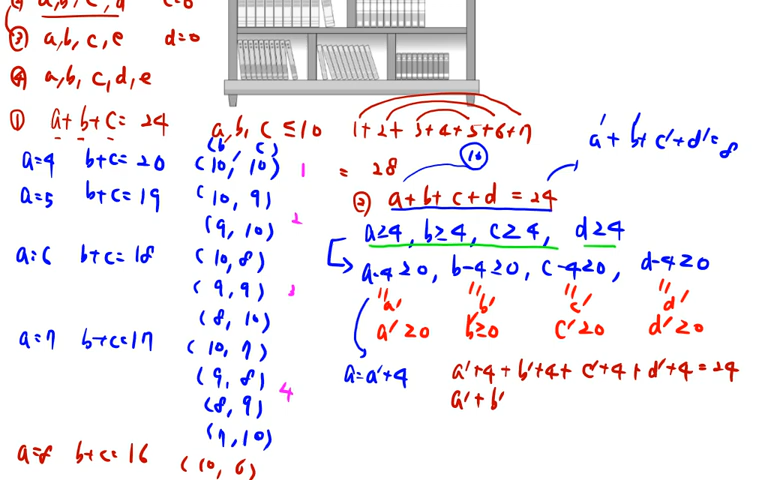 a, b, c, d c=0
③ a, b, c, e d=0
④ a, b, c, d, e
① a+b+c = 24 a, b, c ≤ 10 1+2+3+4+5+6+7
= 28
(b, c)
a=4 b+c=20 (10, 10) 1
a=5 b+c=19 (10, 9)
(9, 10) 2
a=6 b+c=18 (10, 8)
(9, 9) 3
(8, 10)
a=7 b+c=17 (10, 7)
(9, 8) 4
(8, 9)
(7, 10)
a=8 b+c=16 (10, 6)
② a+b+c+d = 24 10 a'+b'+c'+d'=8
a≥4, b≥4, c≥4, d≥4
a-4≥0, b-4≥0, c-4≥0, d-4≥0
a' b' c' d'
a'≥0 b'≥0 c'≥0 d'≥0
a=a'+4 a'+4+b'+4+c'+4+d'+4=24
a'+b'